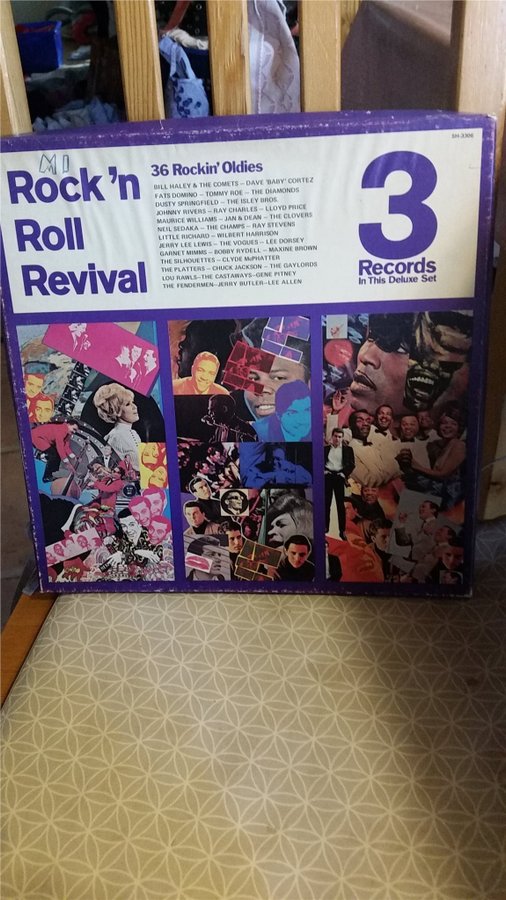 SH-3306
M1
Rock 'n
Roll
Revival
36 Rockin' Oldies
BILL HALEY & THE COMETS – DAVE 'BABY' CORTEZ
FATS DOMINO – TOMMY ROE – THE DIAMONDS
DUSTY SPRINGFIELD – THE ISLEY BROS.
JOHNNY RIVERS – RAY CHARLES – LLOYD PRICE
MAURICE WILLIAMS – JAN & DEAN – THE CLOVERS
NEIL SEDAKA – THE CHAMPS – RAY STEVENS
LITTLE RICHARD – WILBERT HARRISON
JERRY LEE LEWIS – THE VOGUES – LEE DORSEY
GARNET MIMMS – BOBBY RYDELL – MAXINE BROWN
THE SILHOUETTES – CLYDE McPHATTER
THE PLATTERS – CHUCK JACKSON – THE GAYLORDS
LOU RAWLS – THE CASTAWAYS – GENE PITNEY
THE FENDERMEN – JERRY BUTLER – LEE ALLEN
3
Records
In This Deluxe Set